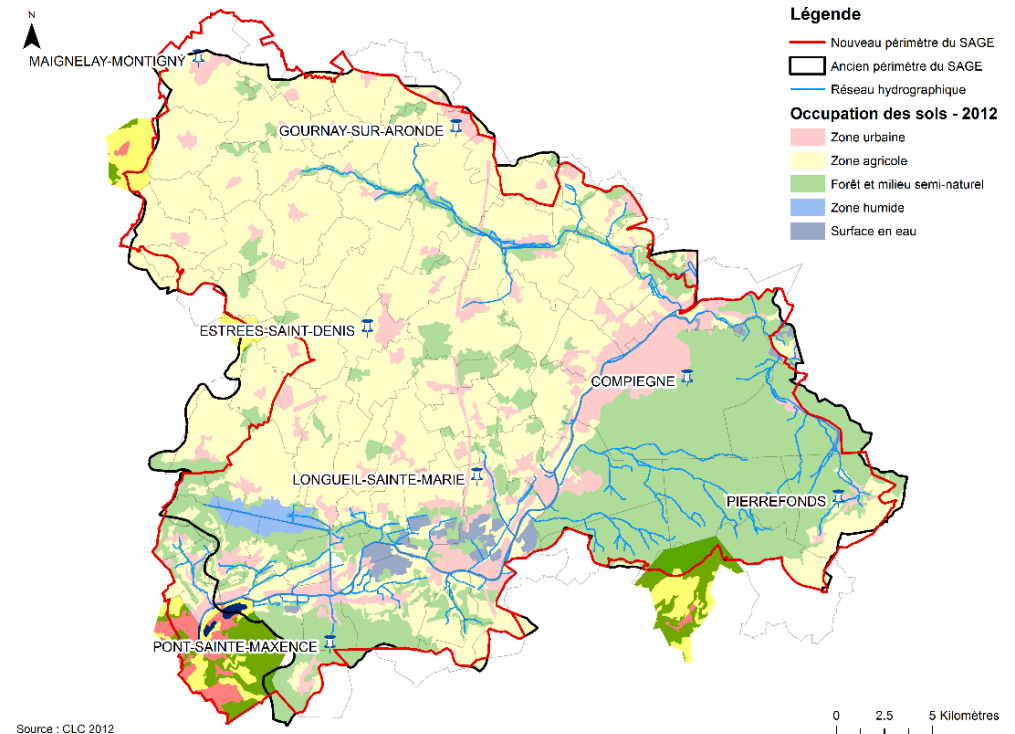 N
MAIGNELAY-MONTIGNY
GOURNAY-SUR-ARONDE
ESTREES-SAINT-DENIS
COMPIEGNE
LONGUEIL-SAINTE-MARIE
PIERREFONDS
PONT-SAINTE-MAXENCE
Légende
Nouveau périmètre du SAGE
Ancien périmètre du SAGE
Réseau hydrographique
Occupation des sols - 2012
Zone urbaine
Zone agricole
Forêt et milieu semi-naturel
Zone humide
Surface en eau
Source : CLC 2012
0 2.5 5 Kilomètres